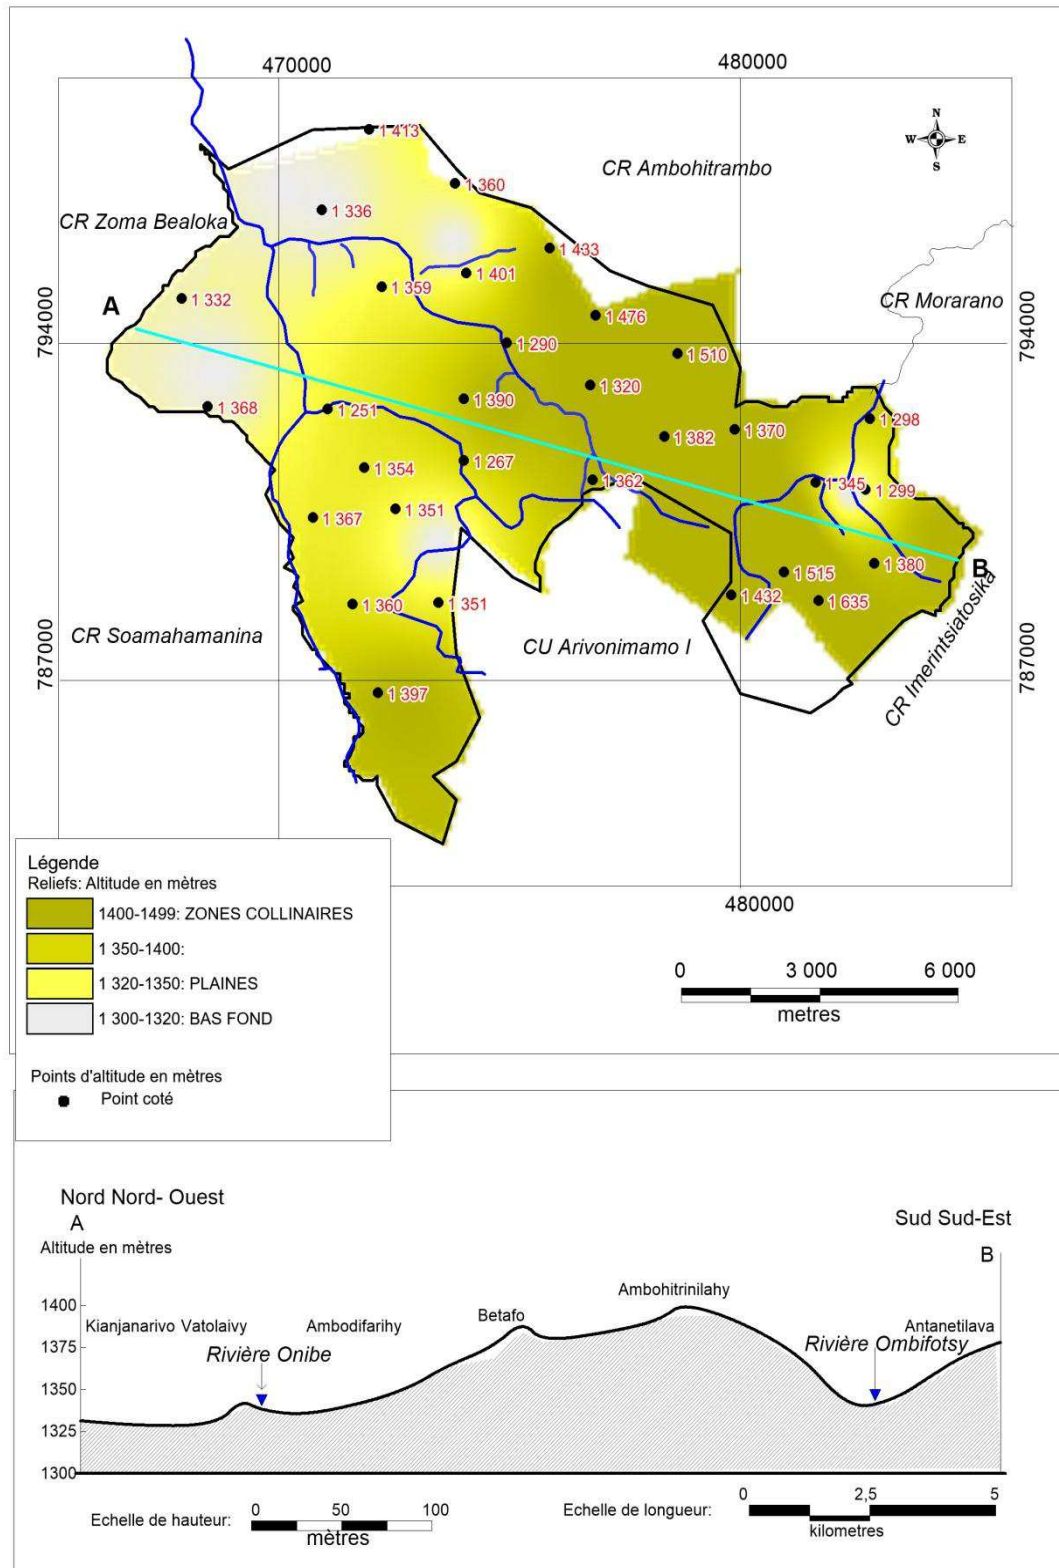 470000
480000
N
W E
S
1 413
CR Ambohitrambo
1 360
1 336
CR Zoma Bealoka
1 433
1 401
1 359
1 332
CR Morarano
A
1 476
794000
1 290
794000
1 510
1 320
1 390
1 368
1 251
1 298
1 370
1 382
1 354
1 267
1 362
1 345
1 299
1 351
1 367
1 380
B
1 515
1 432
1 635
1 360
1 351
CR Soamahamanina
CU Arivonimamo I
CR Imerintsiatosika
787000
787000
1 397
480000
Légende
Reliefs: Altitude en mètres
1400-1499: ZONES COLLINAIRES
1 350-1400:
1 320-1350: PLAINES
1 300-1320: BAS FOND
Points d'altitude en mètres
Point coté
0 3 000 6 000
metres
Nord Nord- Ouest
A
Sud Sud-Est
B
Altitude en mètres
1400
1375
1350
1325
1300
Kianjanarivo Vatolaivy
Rivière Onibe
Ambodifarihy
Betafo
Ambohitrinilahy
Rivière Ombifotsy
Antanetilava
Echelle de hauteur:
0 50 100
mètres
Echelle de longueur:
0 2,5 5
kilometres